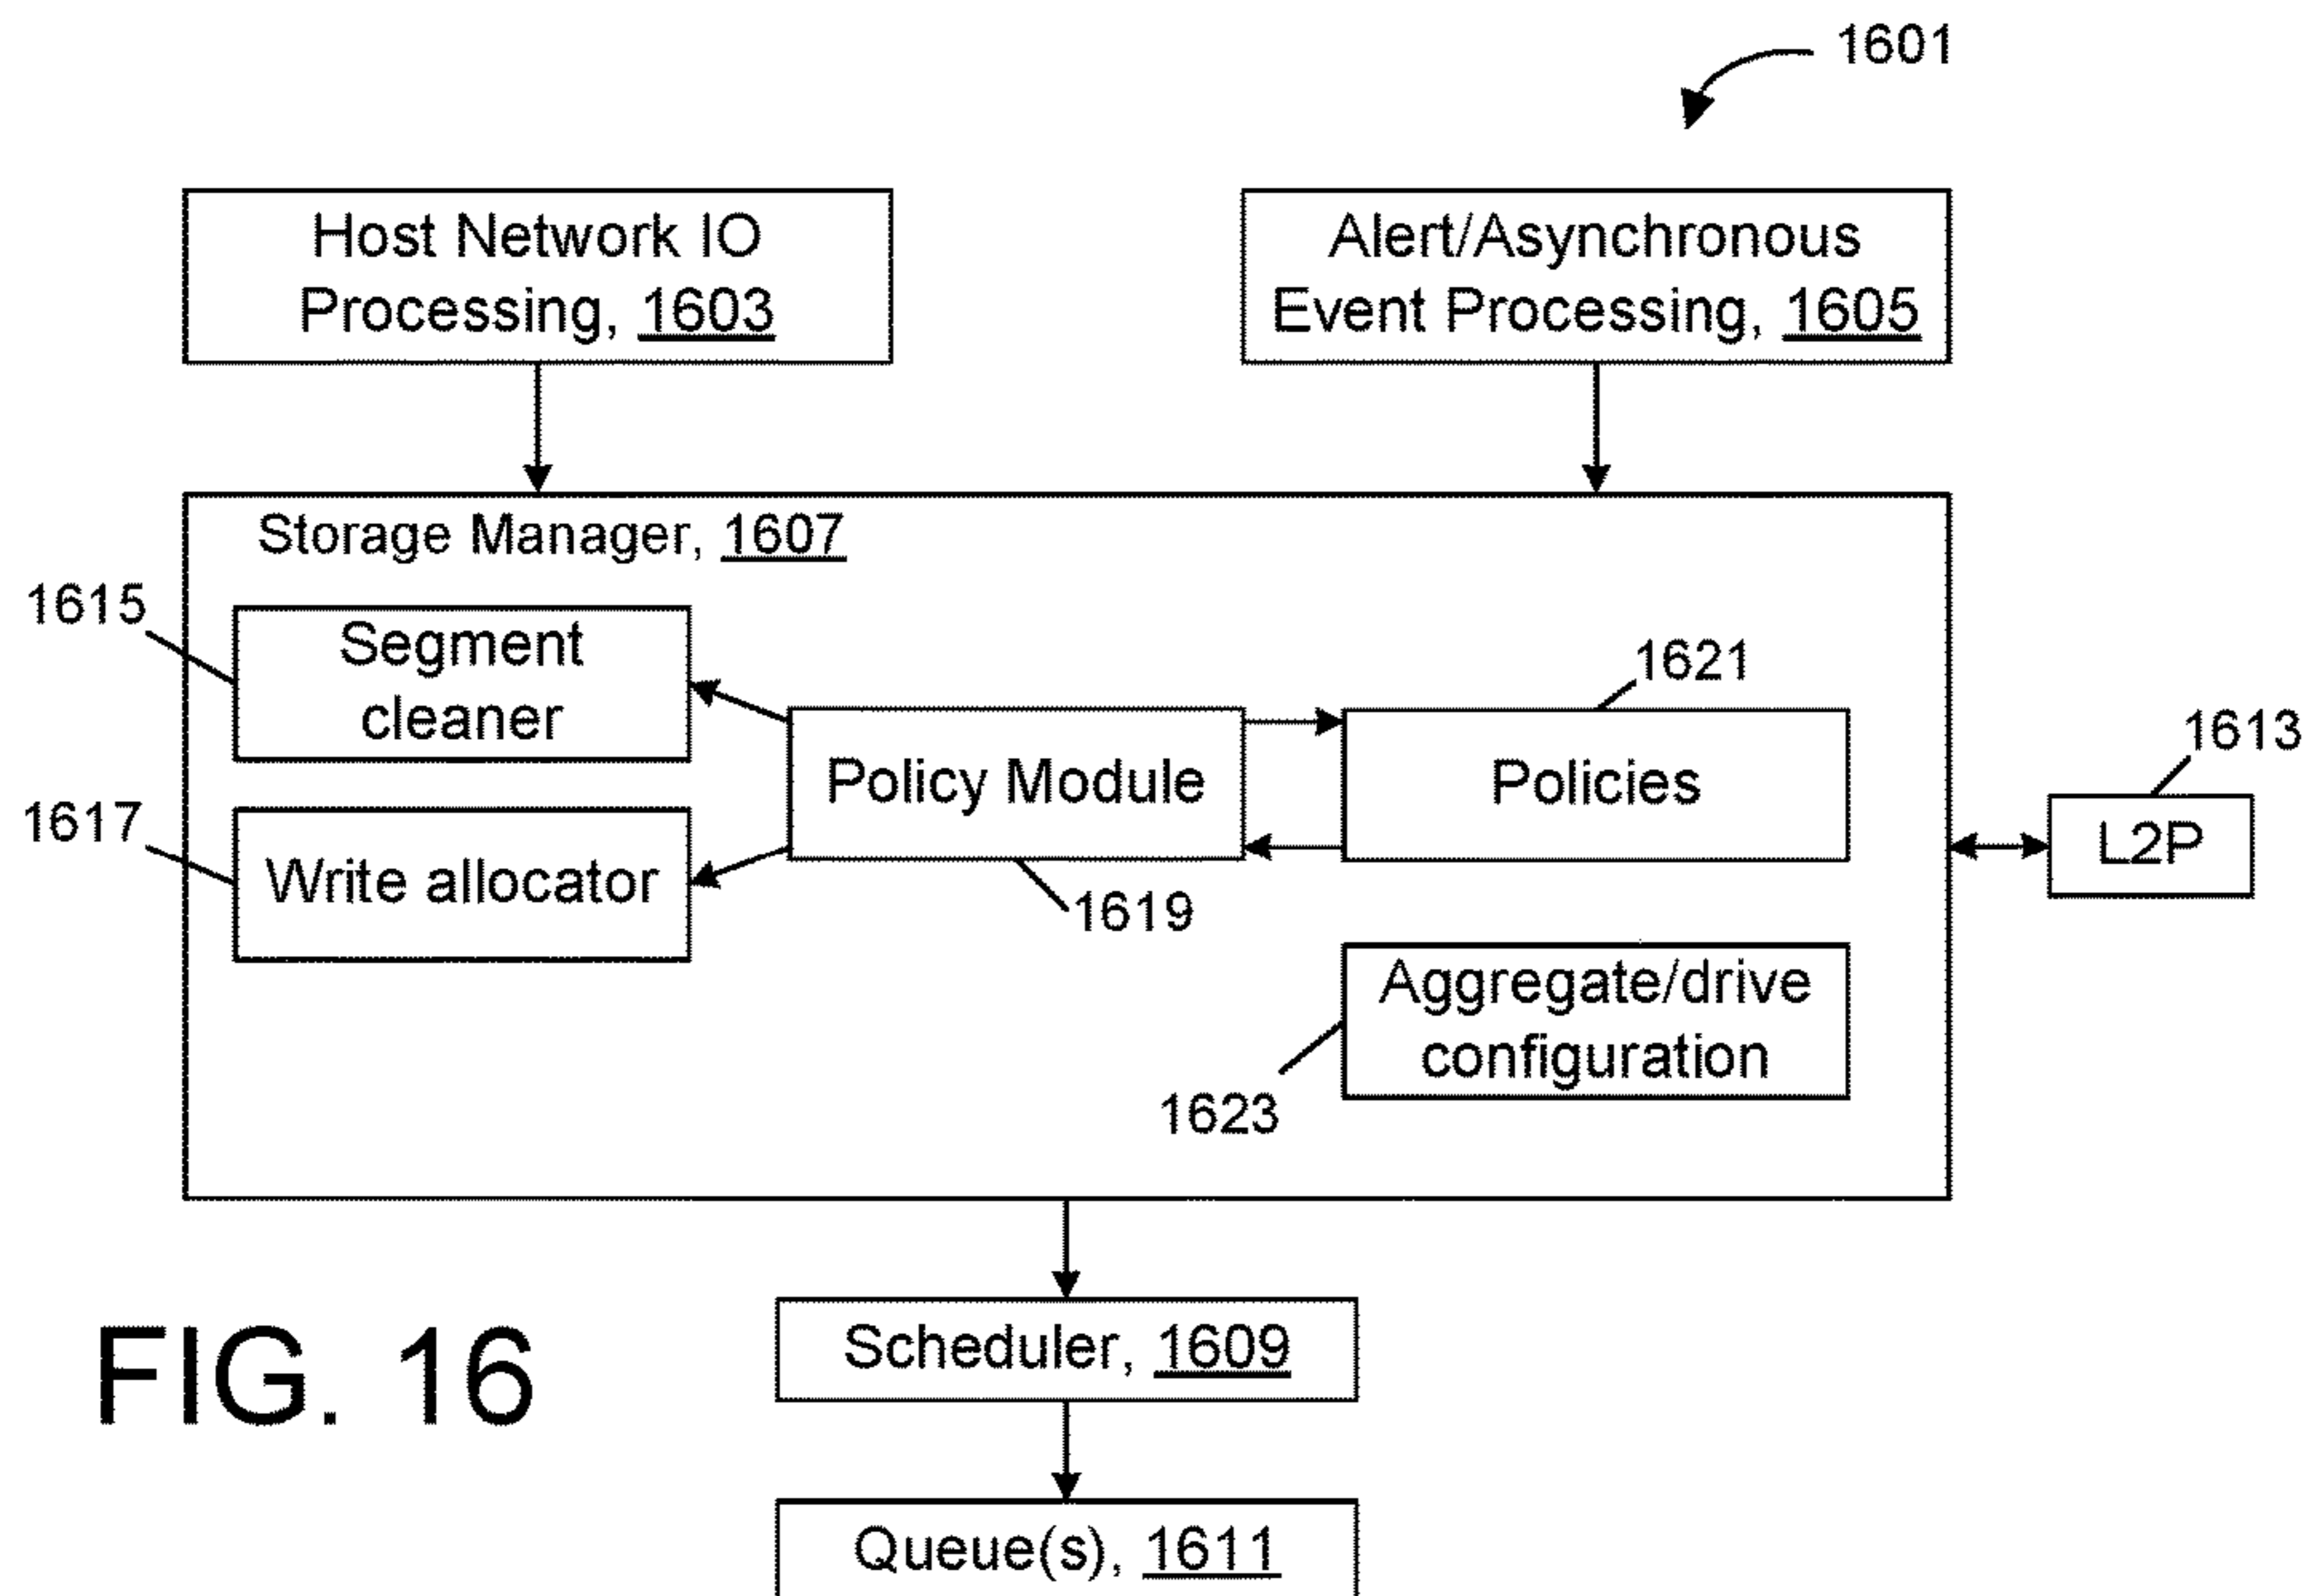 1601
Host Network IO
Processing, 1603
Alert/Asynchronous
Event Processing, 1605
Storage Manager, 1607
1615
Segment
cleaner
1617
Write allocator
Policy Module
1619
1621
Policies
1613
L2P
Aggregate/drive
configuration
1623
Scheduler, 1609
Queue(s), 1611
FIG. 16